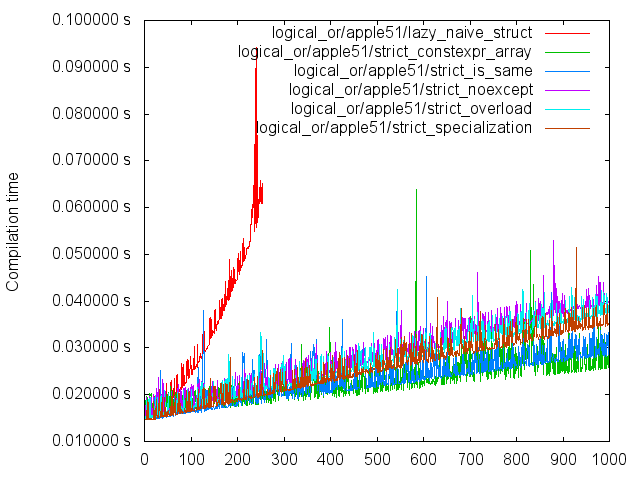 0.100000 s
logical_or/apple51/lazy_naive_struct
logical_or/apple51/strict_constexpr_array
0.090000 s
logical_or/apple51/strict_is_same
logical_or/apple51/strict_noexcept
0.080000 s
logical_or/apple51/strict_overload
logical_or/apple51/strict_specialization
0.070000 s
0.060000 s
0.050000 s
0.040000 s
0.030000 s
0.020000 s
0.010000 s
Compilation time
0 100 200 300 400 500 600 700 800 900 1000